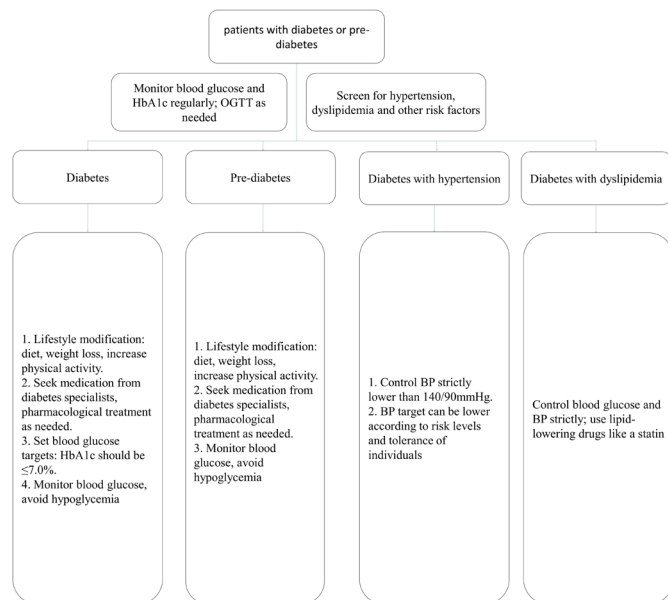 patients with diabetes or pre-
diabetes
Monitor blood glucose and
HbA1c regularly; OGTT as
needed
Screen for hypertension,
dyslipidemia and other risk
factors
Diabetes
Pre-diabetes
Diabetes with hypertension
Diabetes with dyslipidemia
1. Lifestyle modification:
diet, weight loss, increase
physical activity.
2. Seek medication from
diabetes specialists,
pharmacological treatment
as needed.
3. Set blood glucose
targets: HbA1c should be
≤7.0%.
4. Monitor blood glucose,
avoid hypoglycemia
1. Lifestyle modification:
diet, weight loss,
increase physical activity.
2. Seek medication from
diabetes specialists,
pharmacological
treatment as needed.
3. Monitor blood
glucose, avoid
hypoglycemia
1. Control BP strictly
lower than 140/90mmHg.
2. BP target can be lower
according to risk levels
and tolerance of
individuals
Control blood glucose and
BP strictly; use lipid-
lowering drugs like a statin